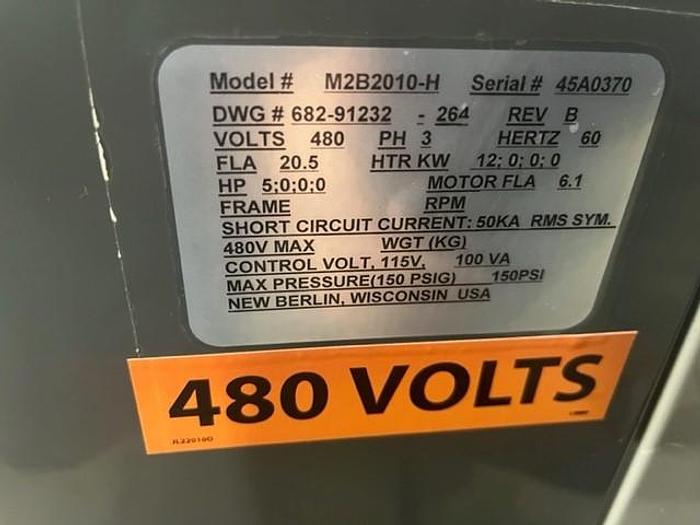 Model # M2B2010-H Serial # 45A0370
DWG # 682-91232 - 264 REV B
VOLTS 480 PH 3 HERTZ 60
FLA 20.5 HTR KW 12; 0; 0; 0
HP 5;0;0;0 MOTOR FLA 6.1
FRAME RPM
SHORT CIRCUIT CURRENT: 50KA RMS SYM.
480V MAX WGT (KG)
CONTROL VOLT, 115V, 100 VA
MAX PRESSURE(150 PSIG) 150PSI
NEW BERLIN, WISCONSIN USA
480 VOLTS
JL22010O